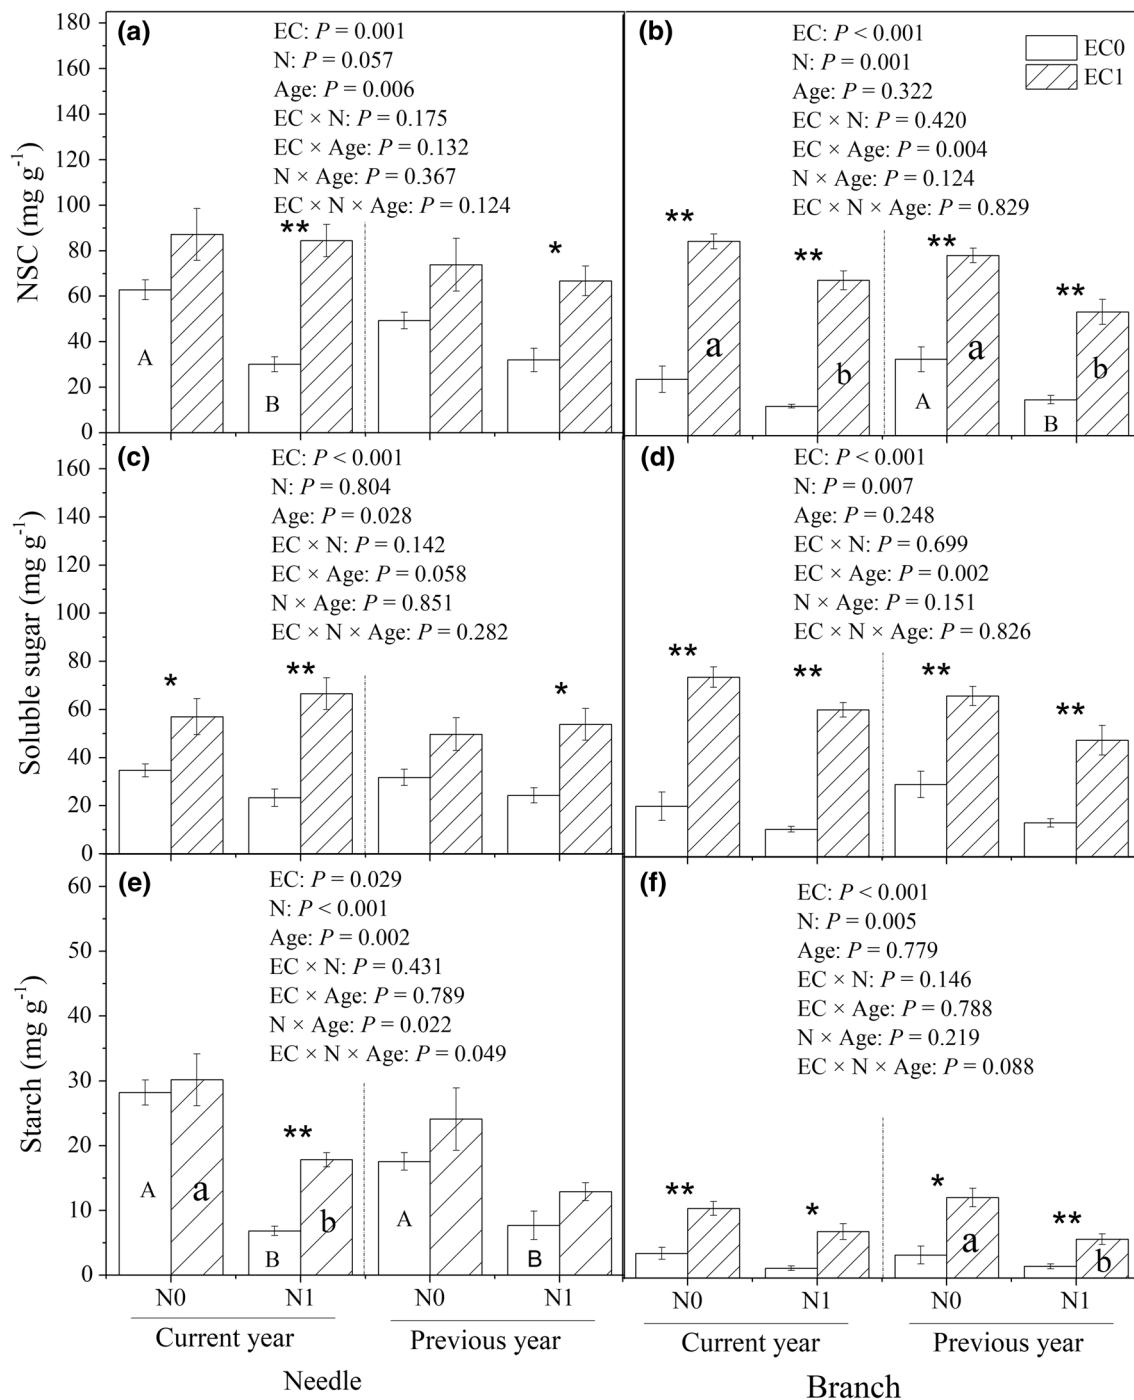 (a)
EC: P = 0.001
N: P = 0.057
Age: P = 0.006
EC × N: P = 0.175
EC × Age: P = 0.132
N × Age: P = 0.367
EC × N × Age: P = 0.124
NSC (mg g⁻¹)
180
160
140
120
100
80
60
40
20
0
**
*
A
B
(b)
EC: P < 0.001
N: P = 0.001
Age: P = 0.322
EC × N: P = 0.420
EC × Age: P = 0.004
N × Age: P = 0.124
EC × N × Age: P = 0.829
EC0
EC1
**
**
**
**
a
b
A
a
B
b
(c)
EC: P < 0.001
N: P = 0.804
Age: P = 0.028
EC × N: P = 0.142
EC × Age: P = 0.058
N × Age: P = 0.851
EC × N × Age: P = 0.282
Soluble sugar (mg g⁻¹)
160
140
120
100
80
60
40
20
0
*
**
*
(d)
EC: P < 0.001
N: P = 0.007
Age: P = 0.248
EC × N: P = 0.699
EC × Age: P = 0.002
N × Age: P = 0.151
EC × N × Age: P = 0.826
**
**
**
**
(e)
EC: P = 0.029
N: P < 0.001
Age: P = 0.002
EC × N: P = 0.431
EC × Age: P = 0.789
N × Age: P = 0.022
EC × N × Age: P = 0.049
Starch (mg g⁻¹)
60
50
40
30
20
10
0
**
A
a
B
b
A
B
N0
N1
N0
N1
Current year
Previous year
Needle
(f)
EC: P < 0.001
N: P = 0.005
Age: P = 0.779
EC × N: P = 0.146
EC × Age: P = 0.788
N × Age: P = 0.219
EC × N × Age: P = 0.088
**
*
*
**
a
b
N0
N1
N0
N1
Current year
Previous year
Branch